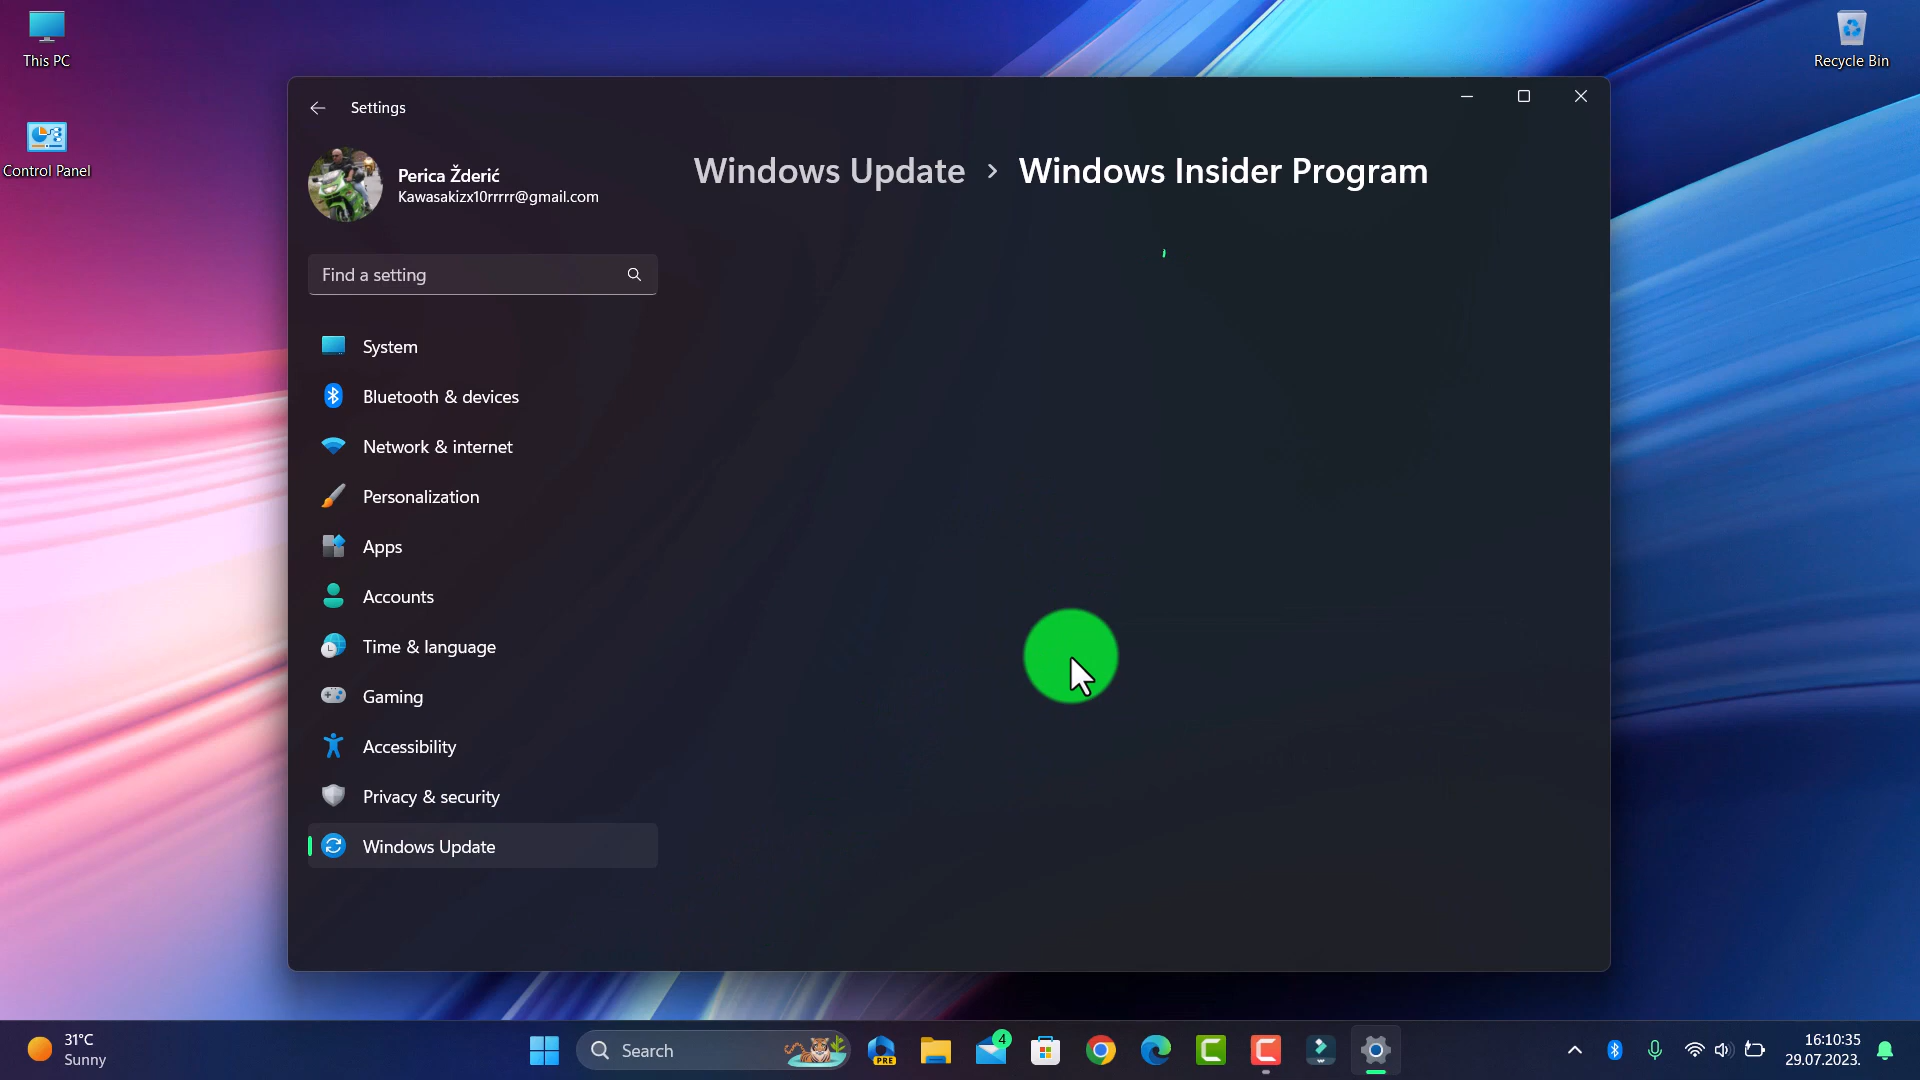 This PC
Control Panel
Recycle Bin
Settings
Perica Žderić
Kawasakizx10rrrrr@gmail.com
Find a setting
System
Bluetooth & devices
Network & internet
Personalization
Apps
Accounts
Time & language
Gaming
Accessibility
Privacy & security
Windows Update
Windows Update > Windows Insider Program
31°C
Sunny
Search
PRE
4
16:10:35
29.07.2023.